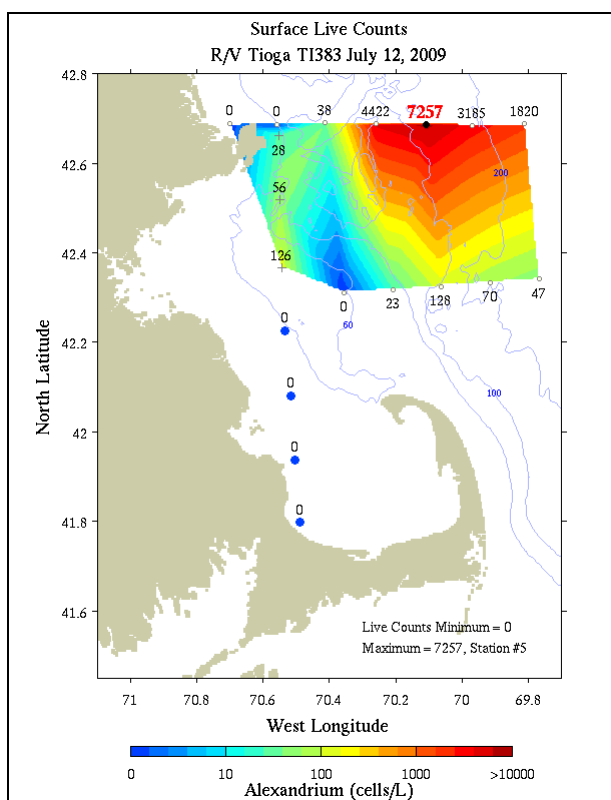 Surface Live Counts
R/V Tioga TI383 July 12, 2009
42.8
0 0 38 4422 7257 3185 1820
28
42.6
200
56
42.4
126
0 23 128 70 47
0
60
42.2
0
100
42
0
0
41.8
41.6
Live Counts Minimum = 0
Maximum = 7257, Station #5
North Latitude
71 70.8 70.6 70.4 70.2 70 69.8
West Longitude
0 10 100 1000 >10000
Alexandrium (cells/L)